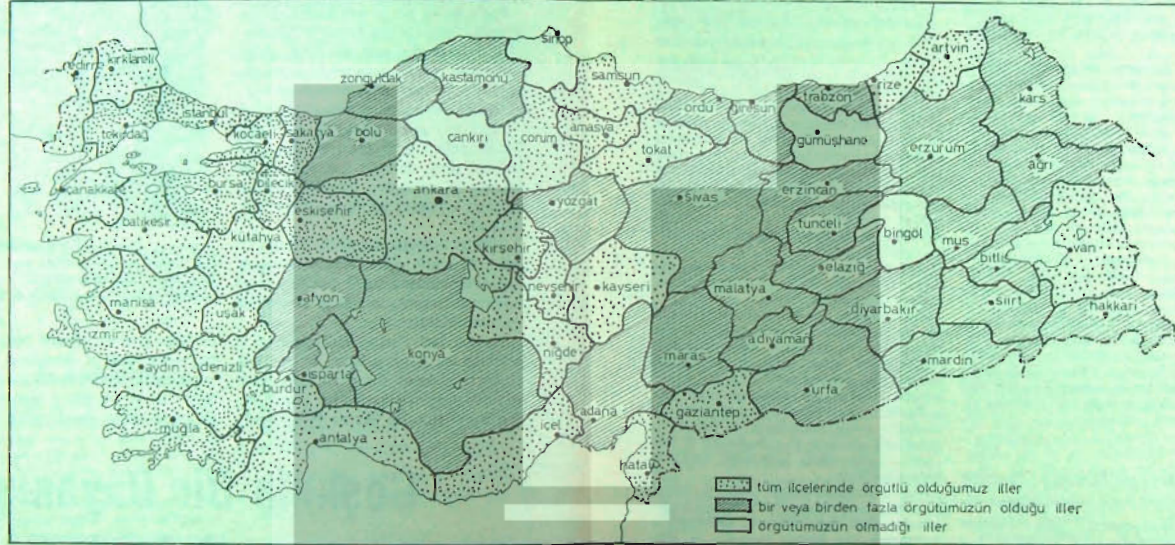 sinop
kırklareli
edirne
artvin
zonguldak
kastamonu
samsun
rize
trabzon
kars
ordu
giresun
istanbul
tekirdağ
kocaeli
sakarya
bolu
çankırı
çorum
amasya
tokat
gümüşhane
erzurum
ağrı
çanakkale
bursa
bilecik
ankara
erzincan
eskişehir
yozgat
sivas
balıkesir
kütahya
kırşehir
tunceli
bingöl
muş
van
bitlis
elazığ
manisa
uşak
afyon
nevşehir
kayseri
malatya
siirt
diyarbakır
hakkari
izmir
konya
niğde
adıyaman
maraş
mardin
aydın
denizli
burdur
isparta
urfa
gaziantep
muğla
antalya
içel
adana
hatay
tüm ilçelerinde örgütlü olduğumuz iller
bir veya birden fazla örgütümüzün olduğu iller
örgütümüzün olmadığı iller